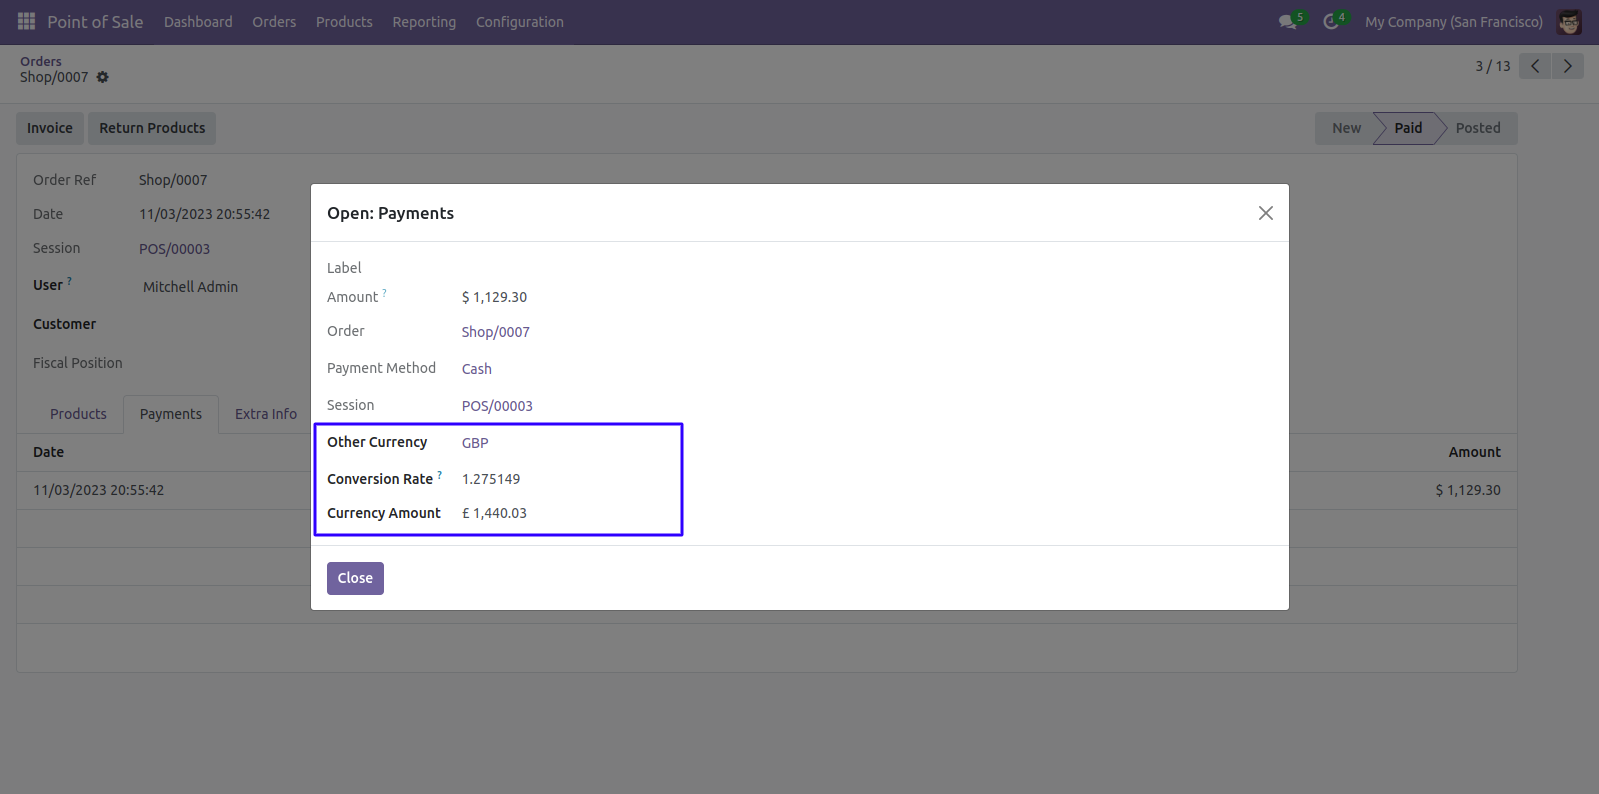 Point of Sale Dashboard Orders Products Reporting Configuration 5 4 My Company (San Francisco)
Orders
Shop/0007 3 / 13
Invoice Return Products New Paid Posted
Order Ref Shop/0007
Date 11/03/2023 20:55:42
Session POS/00003
User ? Mitchell Admin
Customer
Fiscal Position
Products Payments Extra Info
Date Amount
11/03/2023 20:55:42 $ 1,129.30
Open: Payments
Label
Amount ? $ 1,129.30
Order Shop/0007
Payment Method Cash
Session POS/00003
Other Currency GBP
Conversion Rate ? 1.275149
Currency Amount £ 1,440.03
Close